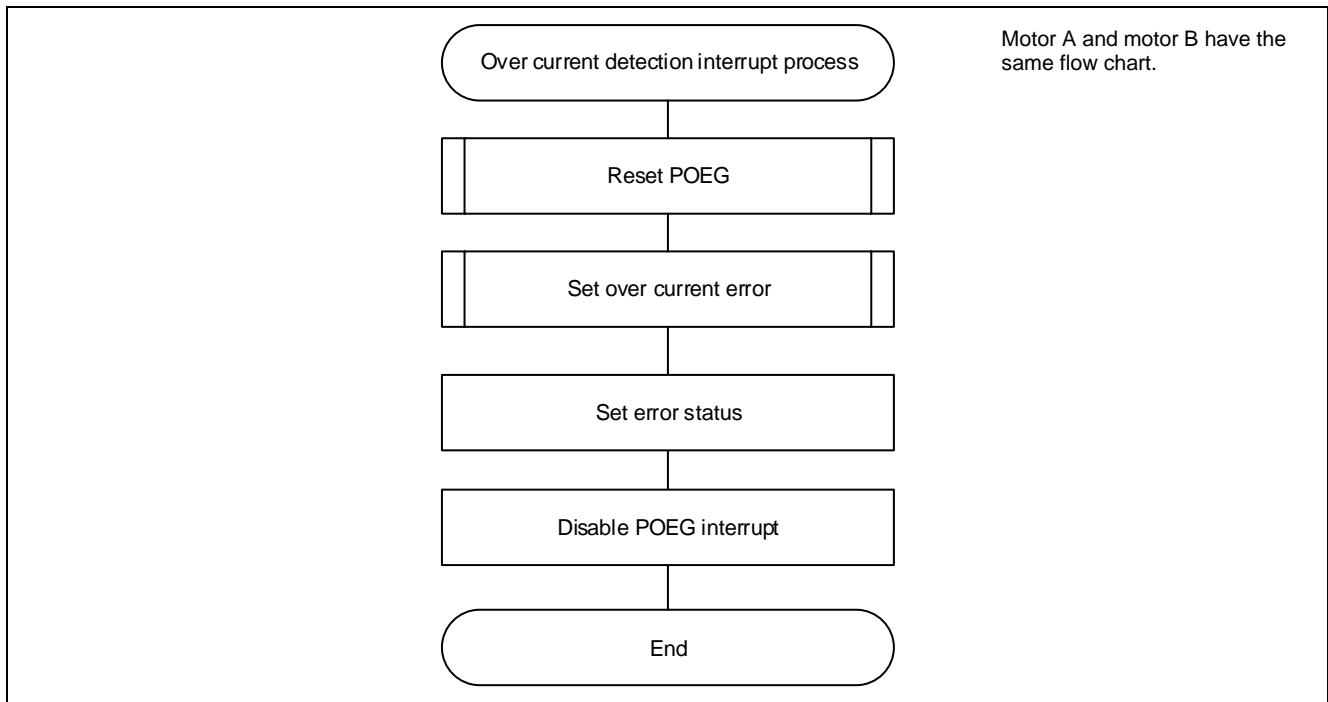 Over current detection interrupt process
Motor A and motor B have the
same flow chart.
Reset POEG
Set over current error
Set error status
Disable POEG interrupt
End